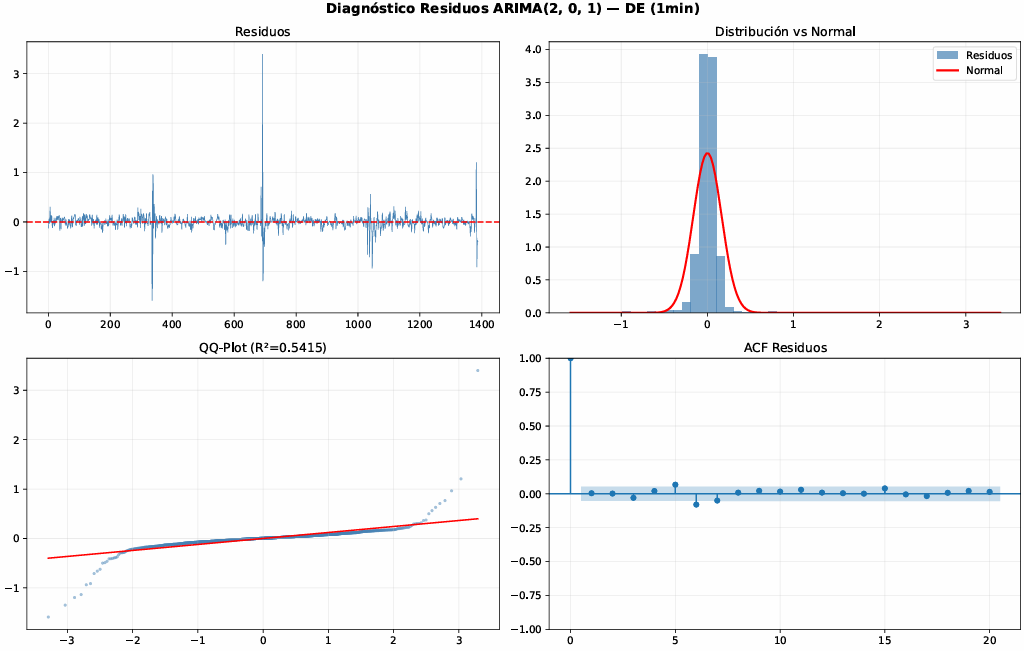 Diagnóstico Residuos ARIMA(2, 0, 1) — DE (1min)
Residuos
3
2
1
0
−1
0 200 400 600 800 1000 1200 1400
Distribución vs Normal
4.0
3.5
3.0
2.5
2.0
1.5
1.0
0.5
0.0
−1 0 1 2 3
Residuos
Normal
QQ-Plot (R²=0.5415)
3
2
1
0
−1
−3 −2 −1 0 1 2 3
ACF Residuos
1.00
0.75
0.50
0.25
0.00
−0.25
−0.50
−0.75
−1.00
0 5 10 15 20